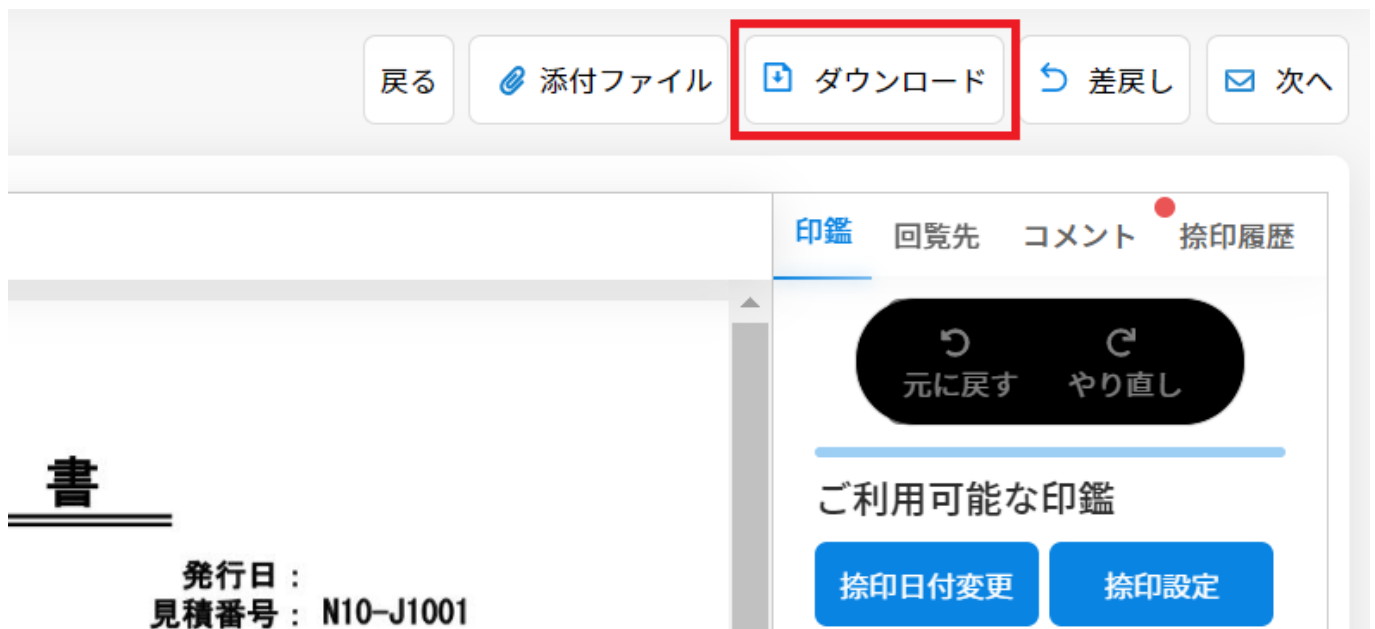 戻る 添付ファイル ダウンロード 差戻し 次へ
印鑑 回覧先 コメント 捺印履歴
元に戻す やり直し
書
ご利用可能な印鑑
捺印日付変更 捺印設定
発行日：
見積番号： N10-J1001